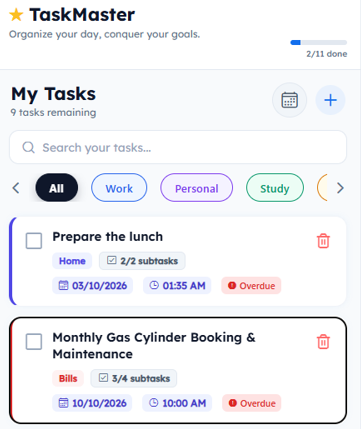 TaskMaster
Organize your day, conquer your goals.
2/11 done
My Tasks
9 tasks remaining
Search your tasks...
All Work Personal Study
Prepare the lunch
Home 2/2 subtasks
03/10/2026 01:35 AM Overdue
Monthly Gas Cylinder Booking &
Maintenance
Bills 3/4 subtasks
10/10/2026 10:00 AM Overdue